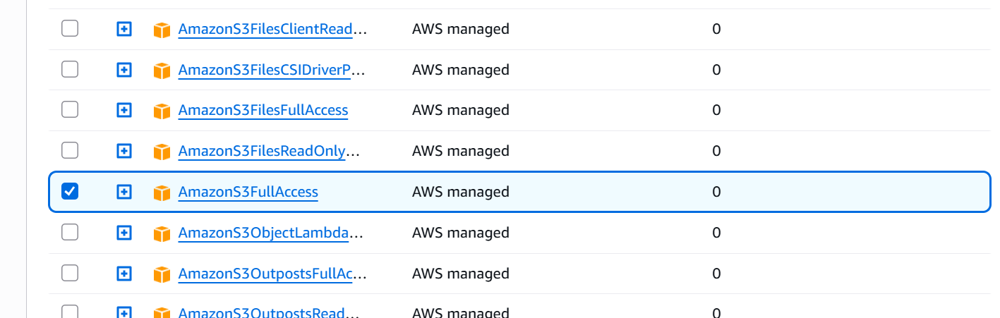 AmazonS3FilesClientRead... AWS managed 0
AmazonS3FilesCSIDriverP... AWS managed 0
AmazonS3FilesFullAccess AWS managed 0
AmazonS3FilesReadOnly... AWS managed 0
AmazonS3FullAccess AWS managed 0
AmazonS3ObjectLambda... AWS managed 0
AmazonS3OutpostsFullAc... AWS managed 0
AmazonS3OutpostsRead... AWS managed 0